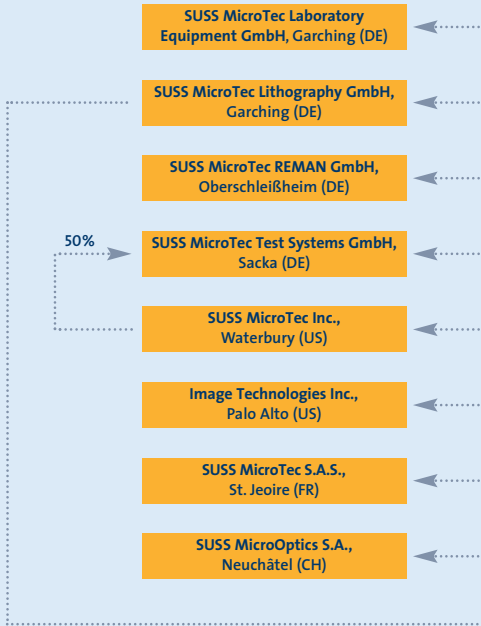 SUSS MicroTec Laboratory
Equipment GmbH, Garching (DE)
SUSS MicroTec Lithography GmbH,
Garching (DE)
SUSS MicroTec REMAN GmbH,
Oberschleißheim (DE)
50%
SUSS MicroTec Test Systems GmbH,
Sacka (DE)
SUSS MicroTec Inc.,
Waterbury (US)
Image Technologies Inc.,
Palo Alto (US)
SUSS MicroTec S.A.S.,
St. Jeoire (FR)
SUSS MicroOptics S.A.,
Neuchâtel (CH)